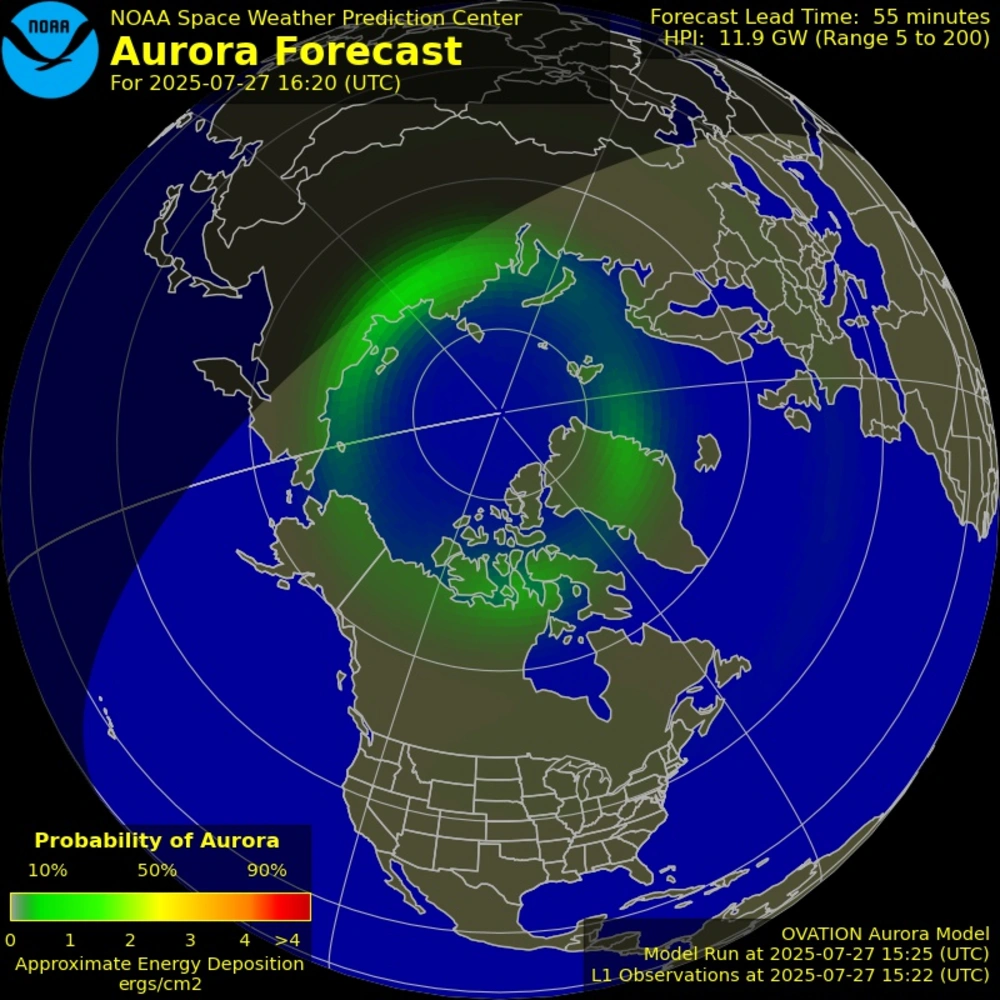 NOAA
NOAA Space Weather Prediction Center
Aurora Forecast
For 2025-07-27 16:20 (UTC)
Forecast Lead Time: 55 minutes
HPI: 11.9 GW (Range 5 to 200)
Probability of Aurora
10% 50% 90%
0 1 2 3 4 >4
Approximate Energy Deposition
ergs/cm2
OVATION Aurora Model
Model Run at 2025-07-27 15:25 (UTC)
L1 Observations at 2025-07-27 15:22 (UTC)